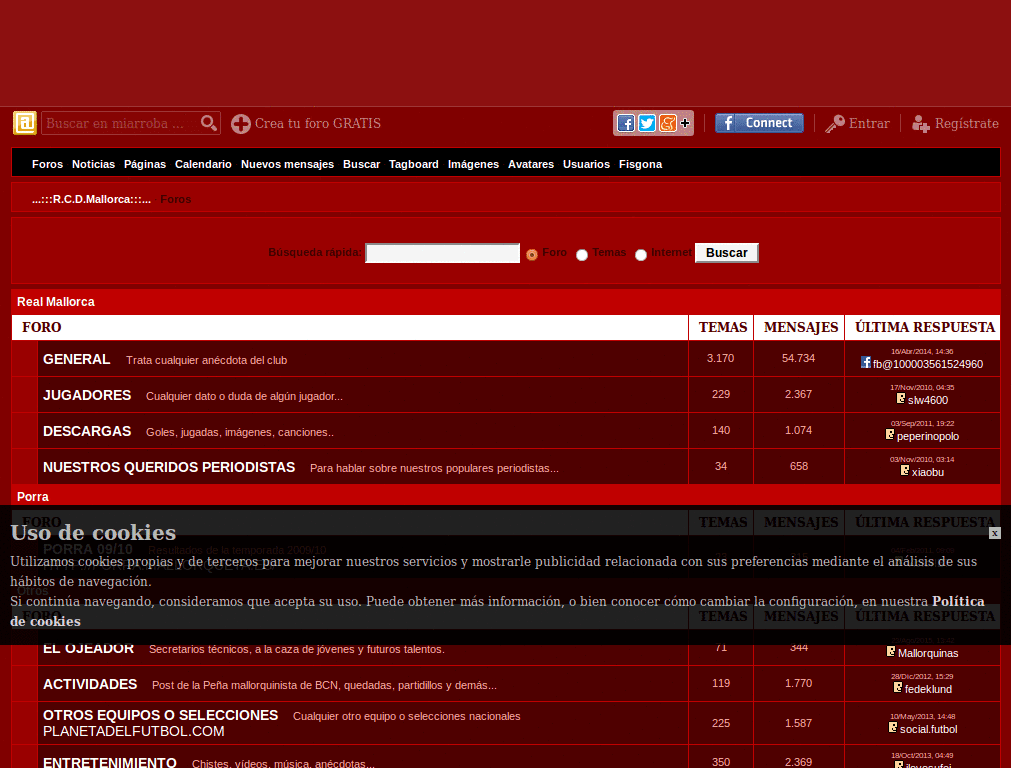 Buscar en miarroba ... Crea tu foro GRATIS Connect Entrar Regístrate
Foros Noticias Páginas Calendario Nuevos mensajes Buscar Tagboard Imágenes Avatares Usuarios Fisgona
...:::R.C.D.Mallorca:::... Foros
Búsqueda rápida: Foro Temas Internet Buscar
Real Mallorca
FORO TEMAS MENSAJES ÚLTIMA RESPUESTA
GENERAL Trata cualquier anécdota del club 3.170 54.734 16/Abr/2014, 14:36
fb@100003561524960
JUGADORES Cualquier dato o duda de algún jugador... 229 2.367 17/Nov/2010, 04:35
slw4600
DESCARGAS Goles, jugadas, imágenes, canciones.. 140 1.074 03/Sep/2011, 19:22
peperinopolo
NUESTROS QUERIDOS PERIODISTAS Para hablar sobre nuestros populares periodistas... 34 658 03/Nov/2010, 03:14
xiaobu
Porra
FORO TEMAS MENSAJES ÚLTIMA RESPUESTA
Uso de cookies x
PORRA 09/10 Resultados de la temporada 2009/10
Utilizamos cookies propias y de terceros para mejorar nuestros servicios y mostrarle publicidad relacionada con sus preferencias mediante el análisis de sus
hábitos de navegación.
Otros
Si continúa navegando, consideramos que acepta su uso. Puede obtener más información, o bien conocer cómo cambiar la configuración, en nuestra Política
de cookies
FORO TEMAS MENSAJES ÚLTIMA RESPUESTA
EL OJEADOR Secretarios técnicos, a la caza de jóvenes y futuros talentos. 71 344
Mallorquinas
ACTIVIDADES Post de la Peña mallorquinista de BCN, quedadas, partidillos y demás... 119 1.770 28/Dic/2012, 15:29
fedeklund
OTROS EQUIPOS O SELECCIONES Cualquier otro equipo o selecciones nacionales 225 1.587 10/May/2013, 14:48
PLANETADELFUTBOL.COM social.futbol
ENTRETENIMIENTO Chistes, vídeos, música, anécdotas... 350 2.369 18/Oct/2013, 04:49